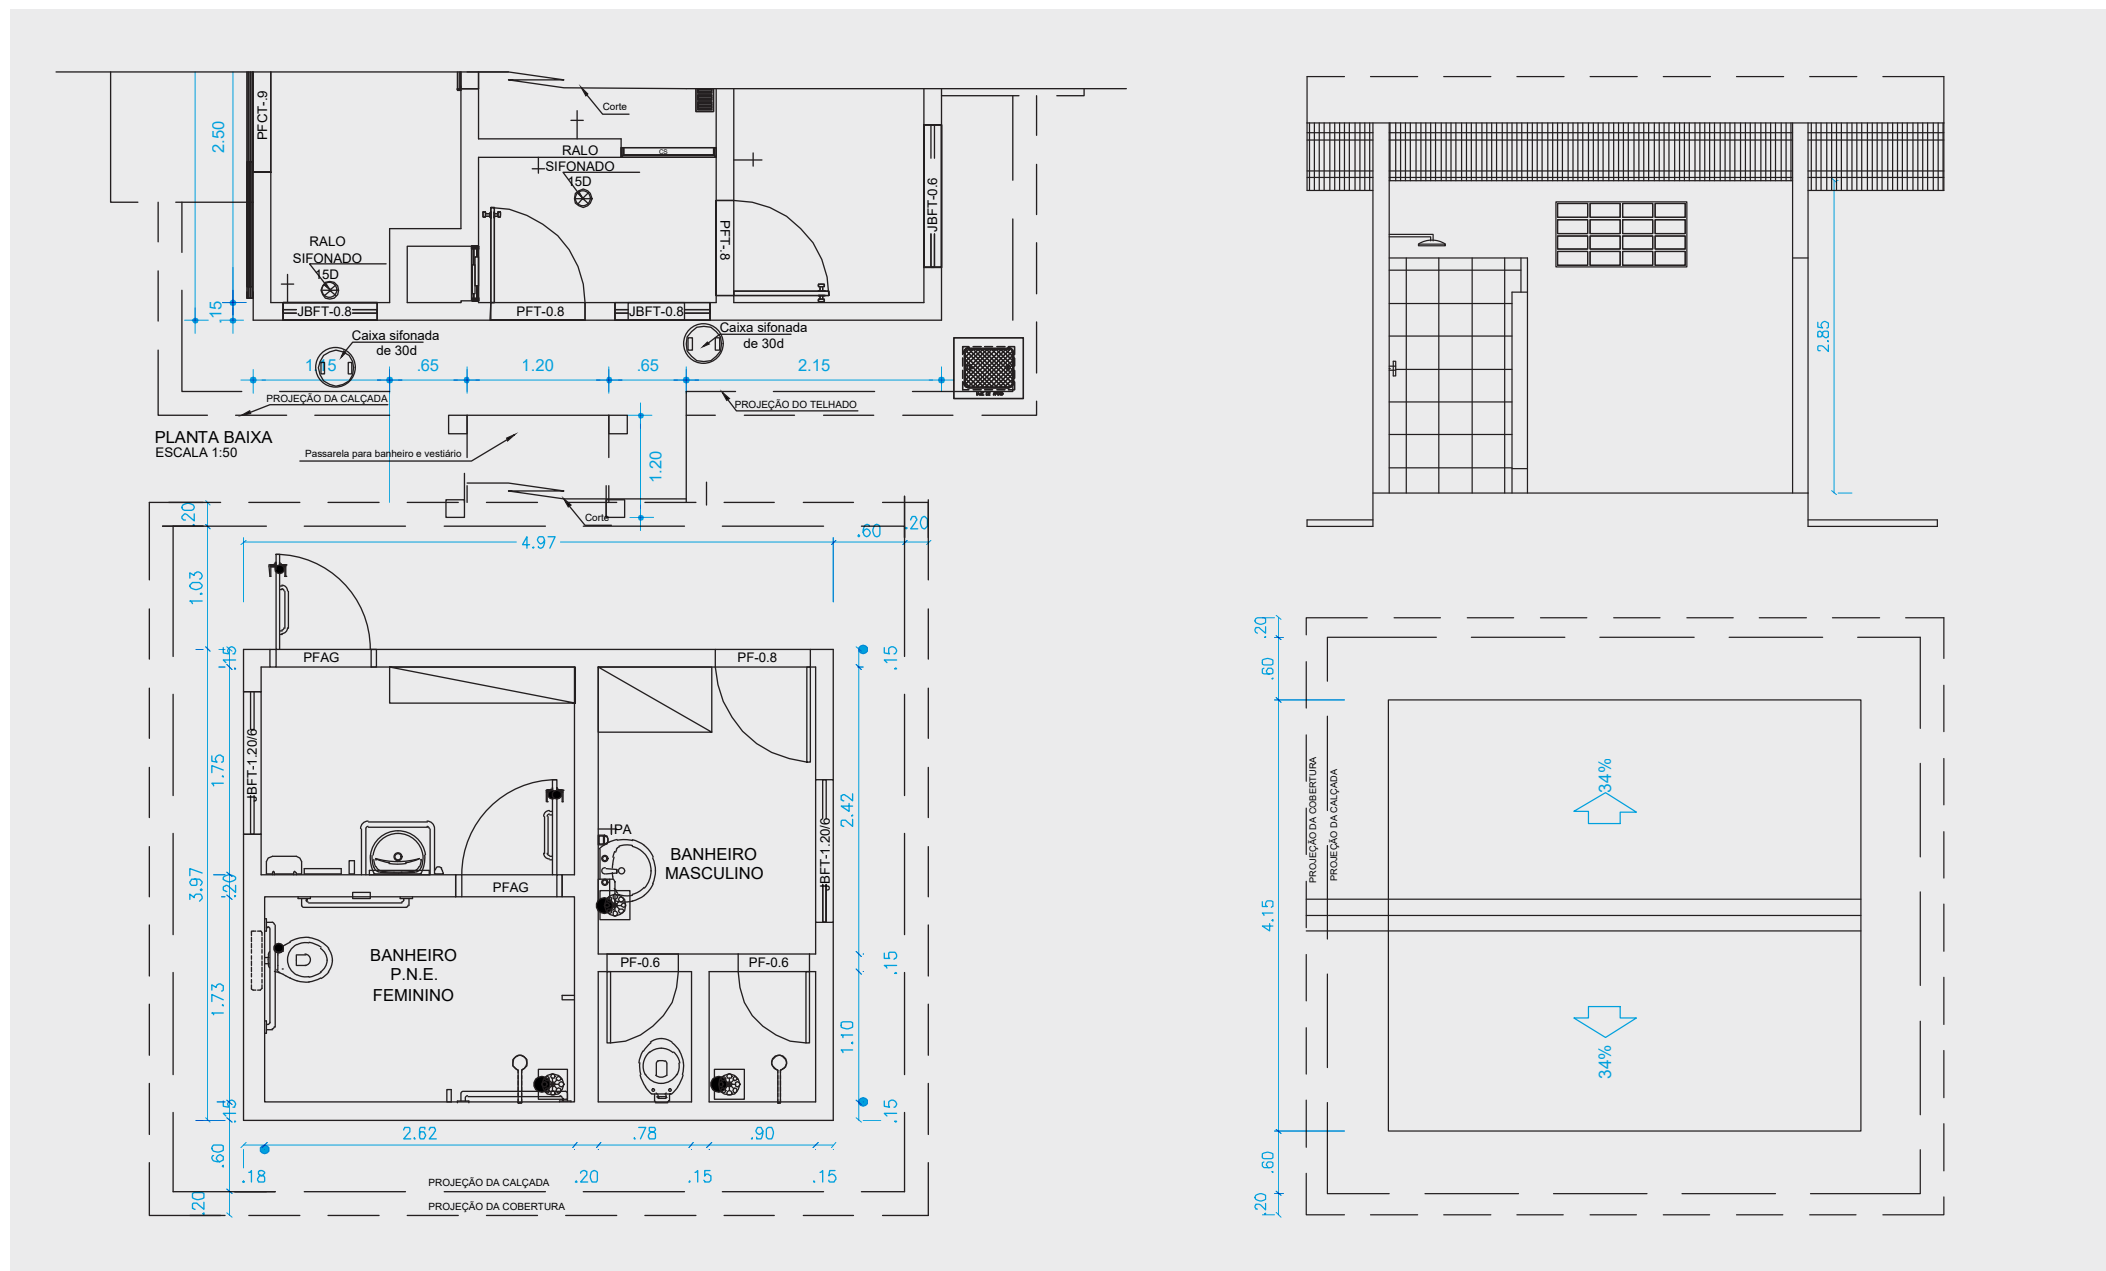 PFCT-.9
2.50
.15
Corte
RALO
SIFONADO
15D
CS
RALO
SIFONADO
15D
PFT-.8
JBFT-0.6
JBFT-0.8
PFT-0.8
JBFT-0.8
Caixa sifonada
de 30d
Caixa sifonada
de 30d
1.15
.65
1.20
.65
2.15
PROJEÇÃO DA CALÇADA
PROJEÇÃO DO TELHADO
PLANTA BAIXA
ESCALA 1:50
Passarela para banheiro e vestiário
1.20
Corte
.20
4.97
.60
.20
1.03
PFAG
PF-0.8
.15
.15
JBFT-1.20/6
1.75
3.97
.20
PFAG
IPA
BANHEIRO
MASCULINO
2.42
JBFT-1.20/6
BANHEIRO
P.N.E.
FEMININO
PF-0.6
PF-0.6
.15
1.73
1.10
.15
.15
2.62
.78
.90
.60
.18
.20
.15
.15
.20
PROJEÇÃO DA CALÇADA
PROJEÇÃO DA COBERTURA
2.85
.20
.60
PROJEÇÃO DA COBERTURA
PROJEÇÃO DA CALÇADA
34%
4.15
34%
.60
.20